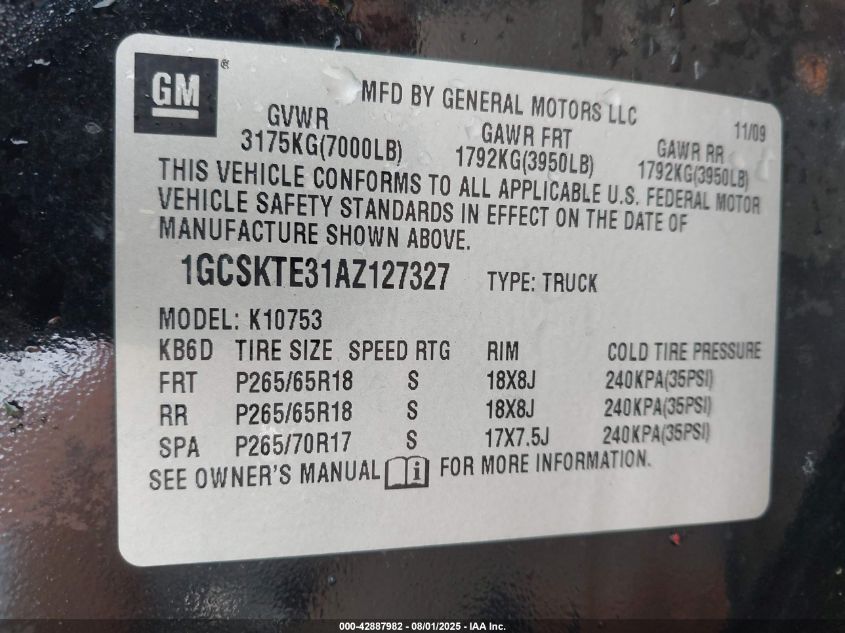 GM®
MFD BY GENERAL MOTORS LLC
11/09
GVWR GAWR FRT GAWR RR
3175KG(7000LB) 1792KG(3950LB) 1792KG(3950LB)
THIS VEHICLE CONFORMS TO ALL APPLICABLE U.S. FEDERAL MOTOR
VEHICLE SAFETY STANDARDS IN EFFECT ON THE DATE OF
MANUFACTURE SHOWN ABOVE.
1GCSKTE31AZ127327 TYPE: TRUCK
MODEL: K10753
KB6D TIRE SIZE SPEED RTG RIM COLD TIRE PRESSURE
FRT P265/65R18 S 18X8J 240KPA(35PSI)
RR P265/65R18 S 18X8J 240KPA(35PSI)
SPA P265/70R17 S 17X7.5J 240KPA(35PSI)
SEE OWNER'S MANUAL i FOR MORE INFORMATION.
000-42887982 - 08/01/2025 - IAA Inc.